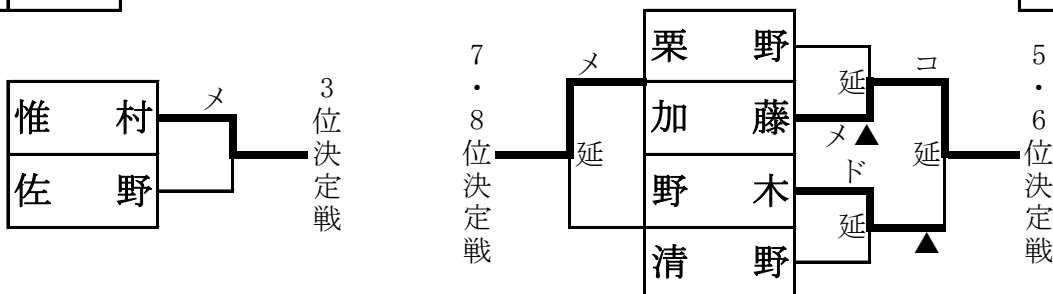 3位決定戦
惟村
メ
佐野
7・8位決定戦
メ
延
栗野
加藤
野木
清野
延
メ▲
ド
延
コ
延
▲
5・6位決定戦